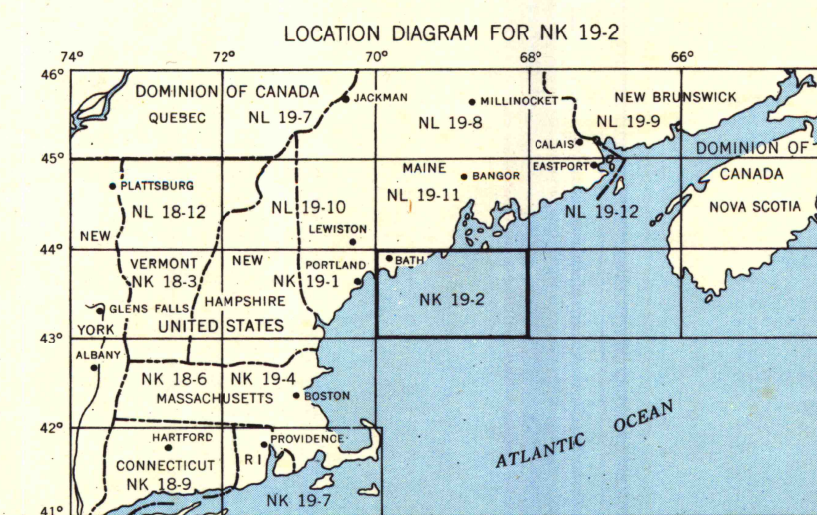 LOCATION DIAGRAM FOR NK 19-2
74° 72° 70° 68° 66°
46°
DOMINION OF CANADA
JACKMAN
MILLINOCKET
NEW BRUNSWICK
QUEBEC
NL 19-7
NL 19-8
NL 19-9
CALAIS
DOMINION OF
45°
EASTPORT
MAINE
BANGOR
CANADA
PLATTSBURG
NL 19-11
NL 18-12
NL 19-10
NL 19-12
NOVA SCOTIA
LEWISTON
NEW
44°
VERMONT
NEW
PORTLAND
BATH
NK 18-3
NK 19-1
HAMPSHIRE
NK 19-2
GLENS FALLS
YORK
UNITED STATES
43°
ALBANY
NK 18-6
NK 19-4
MASSACHUSETTS
BOSTON
ATLANTIC OCEAN
42°
HARTFORD
PROVIDENCE
CONNECTICUT
RI
NK 18-9
NK 19-7
41°